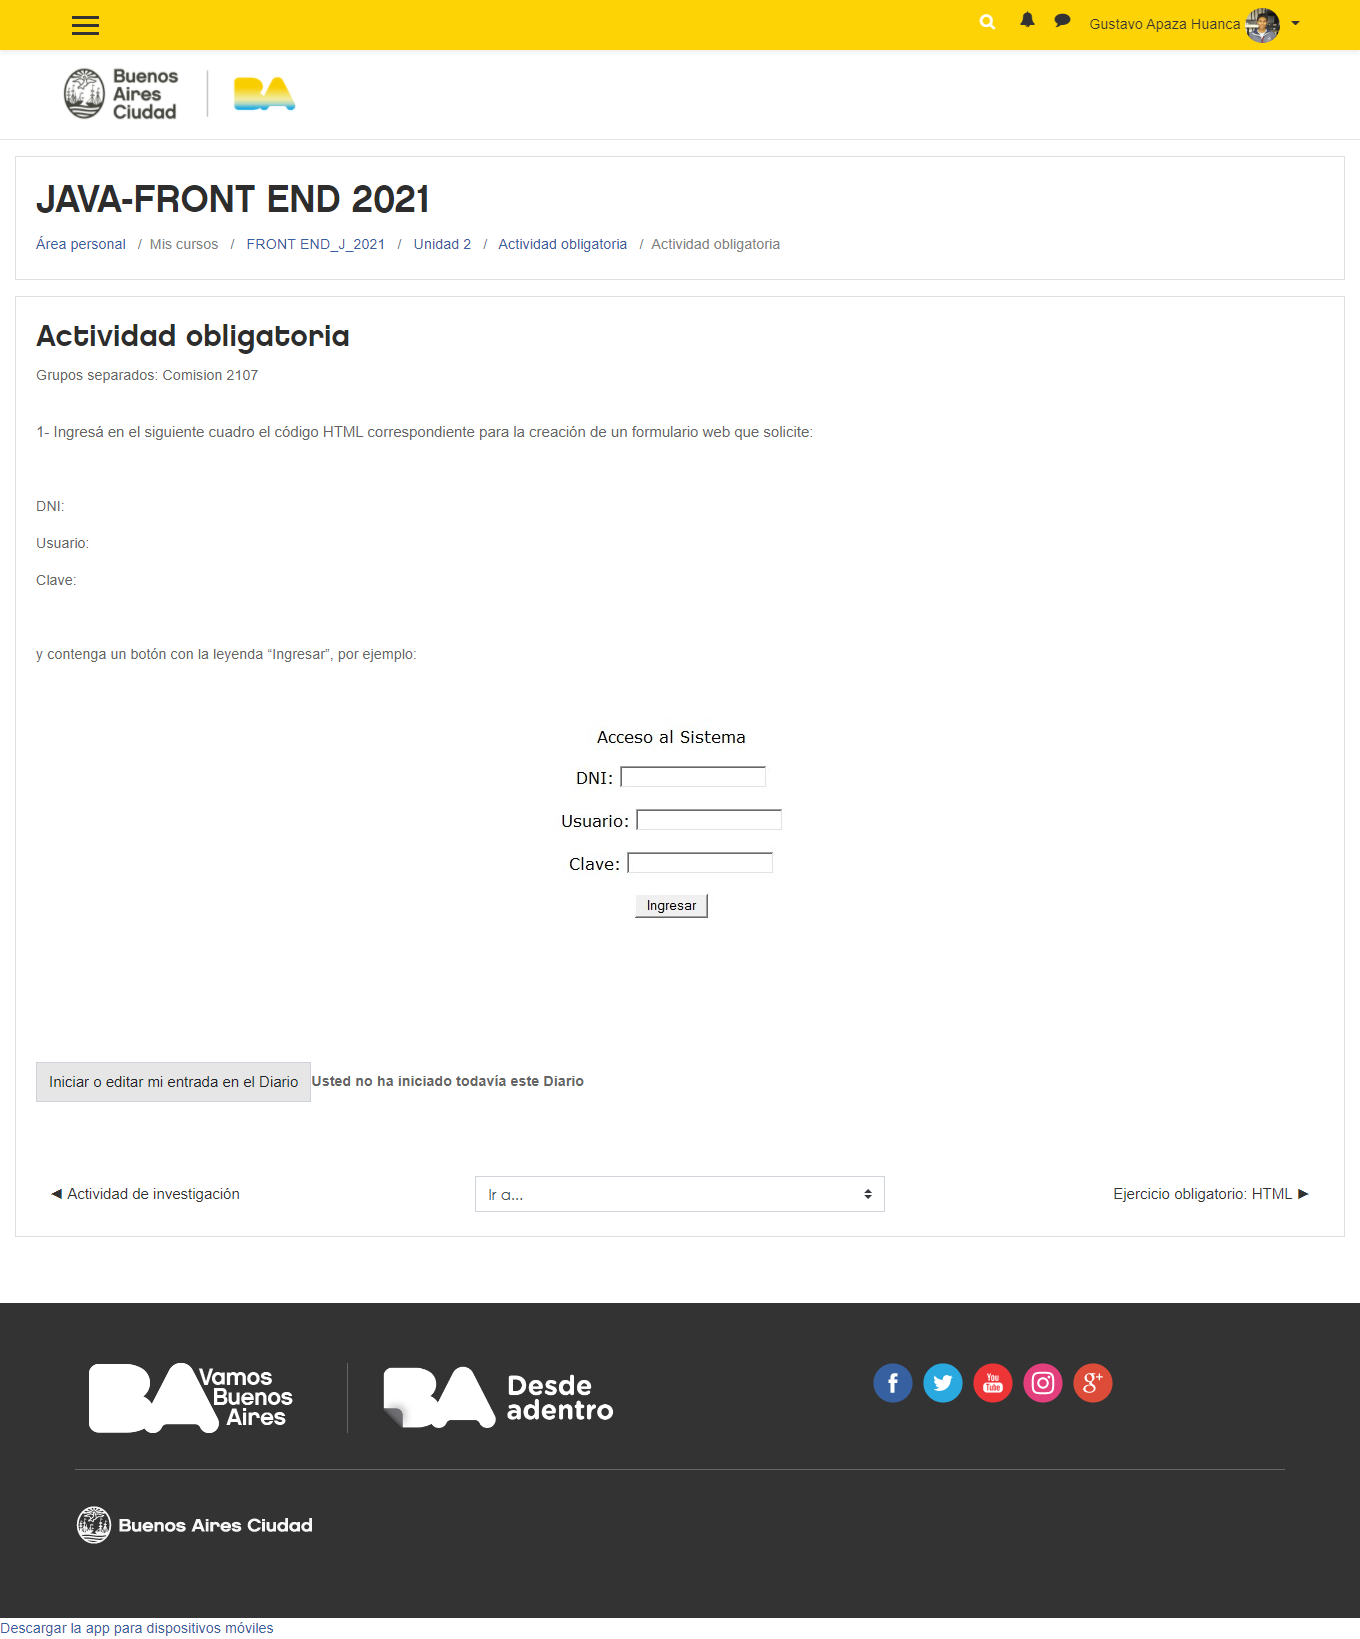 Gustavo Apaza Huanca
Buenos
Aires
Ciudad
BA
JAVA-FRONT END 2021
Área personal / Mis cursos / FRONT END_J_2021 / Unidad 2 / Actividad obligatoria / Actividad obligatoria
Actividad obligatoria
Grupos separados: Comision 2107
1- Ingresá en el siguiente cuadro el código HTML correspondiente para la creación de un formulario web que solicite:
DNI:
Usuario:
Clave:
y contenga un botón con la leyenda “Ingresar”, por ejemplo:
Acceso al Sistema
DNI:
Usuario:
Clave:
Ingresar
Iniciar o editar mi entrada en el Diario Usted no ha iniciado todavía este Diario
◄ Actividad de investigación
Ir a...
Ejercicio obligatorio: HTML ►
BA Vamos
Buenos
Aires
BA Desde
adentro
f
You
Tube
g+
Buenos Aires Ciudad
Descargar la app para dispositivos móviles